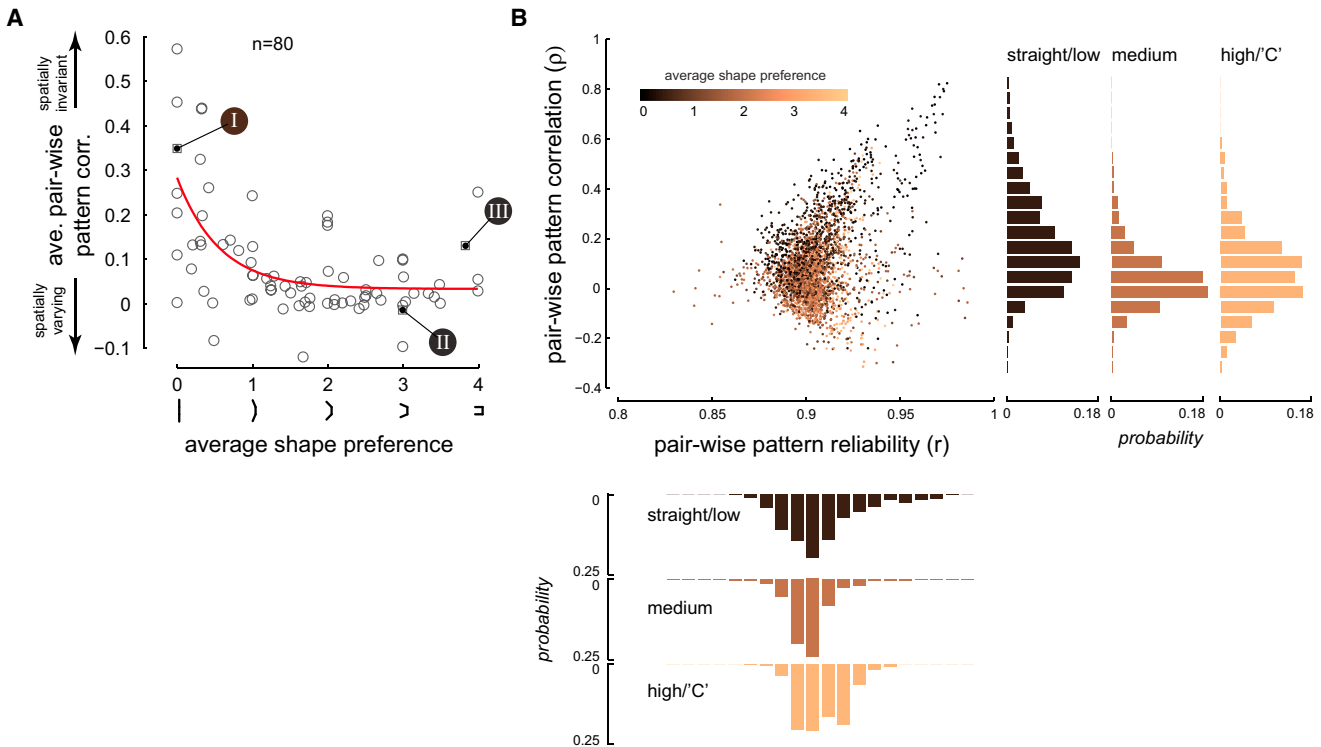 A
0.6
0.5
0.4
0.3
0.2
0.1
0
−0.1
spatially
invariant
ave. pair-wise
pattern corr.
spatially
varying
n=80
I
III
II
0 1 2 3 4
average shape preference
B
1
0.8
0.6
0.4
0.2
0
−0.2
−0.4
pair-wise pattern correlation (ρ)
average shape preference
0 1 2 3 4
0.8 0.85 0.9 0.95 1
pair-wise pattern reliability (r)
straight/low medium high/'C'
0 0.18 0 0.18 0 0.18
probability
0
straight/low
0.25
0
medium
0.25
0
high/'C'
0.25
probability